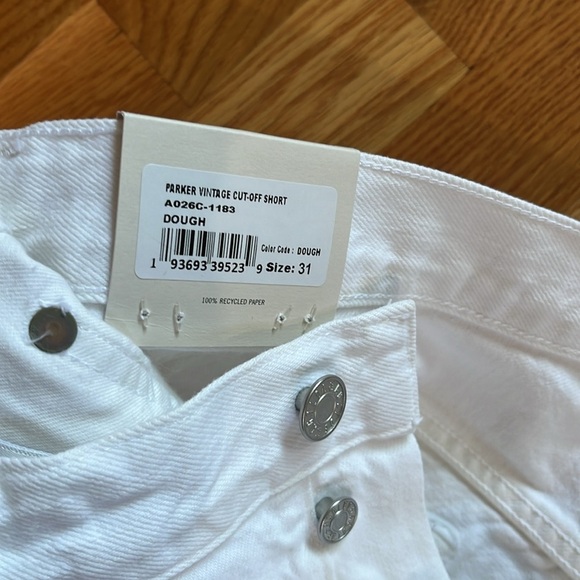 PARKER VINTAGE CUT-OFF SHORT
A026C-1183
DOUGH
Color Code : DOUGH
1 93693 39523 9 Size: 31
100% RECYCLED PAPER